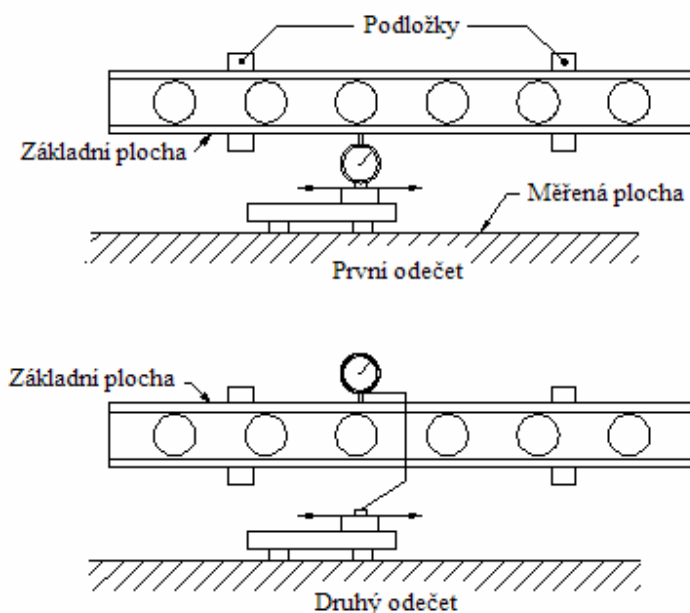 Podložky
Základní plocha
Měřená plocha
První odečet
Základní plocha
Druhý odečet